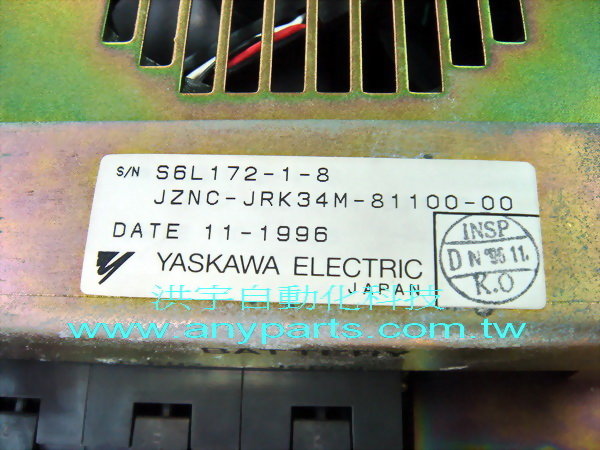 S/N S6L172-1-8
JZNC-JRK34M-81100-00
DATE 11-1996
YASKAWA ELECTRIC
JAPAN
INSP
D N '96 11.
K.O
洪宇自動化科技
www.anyparts.com.tw
BATTERY